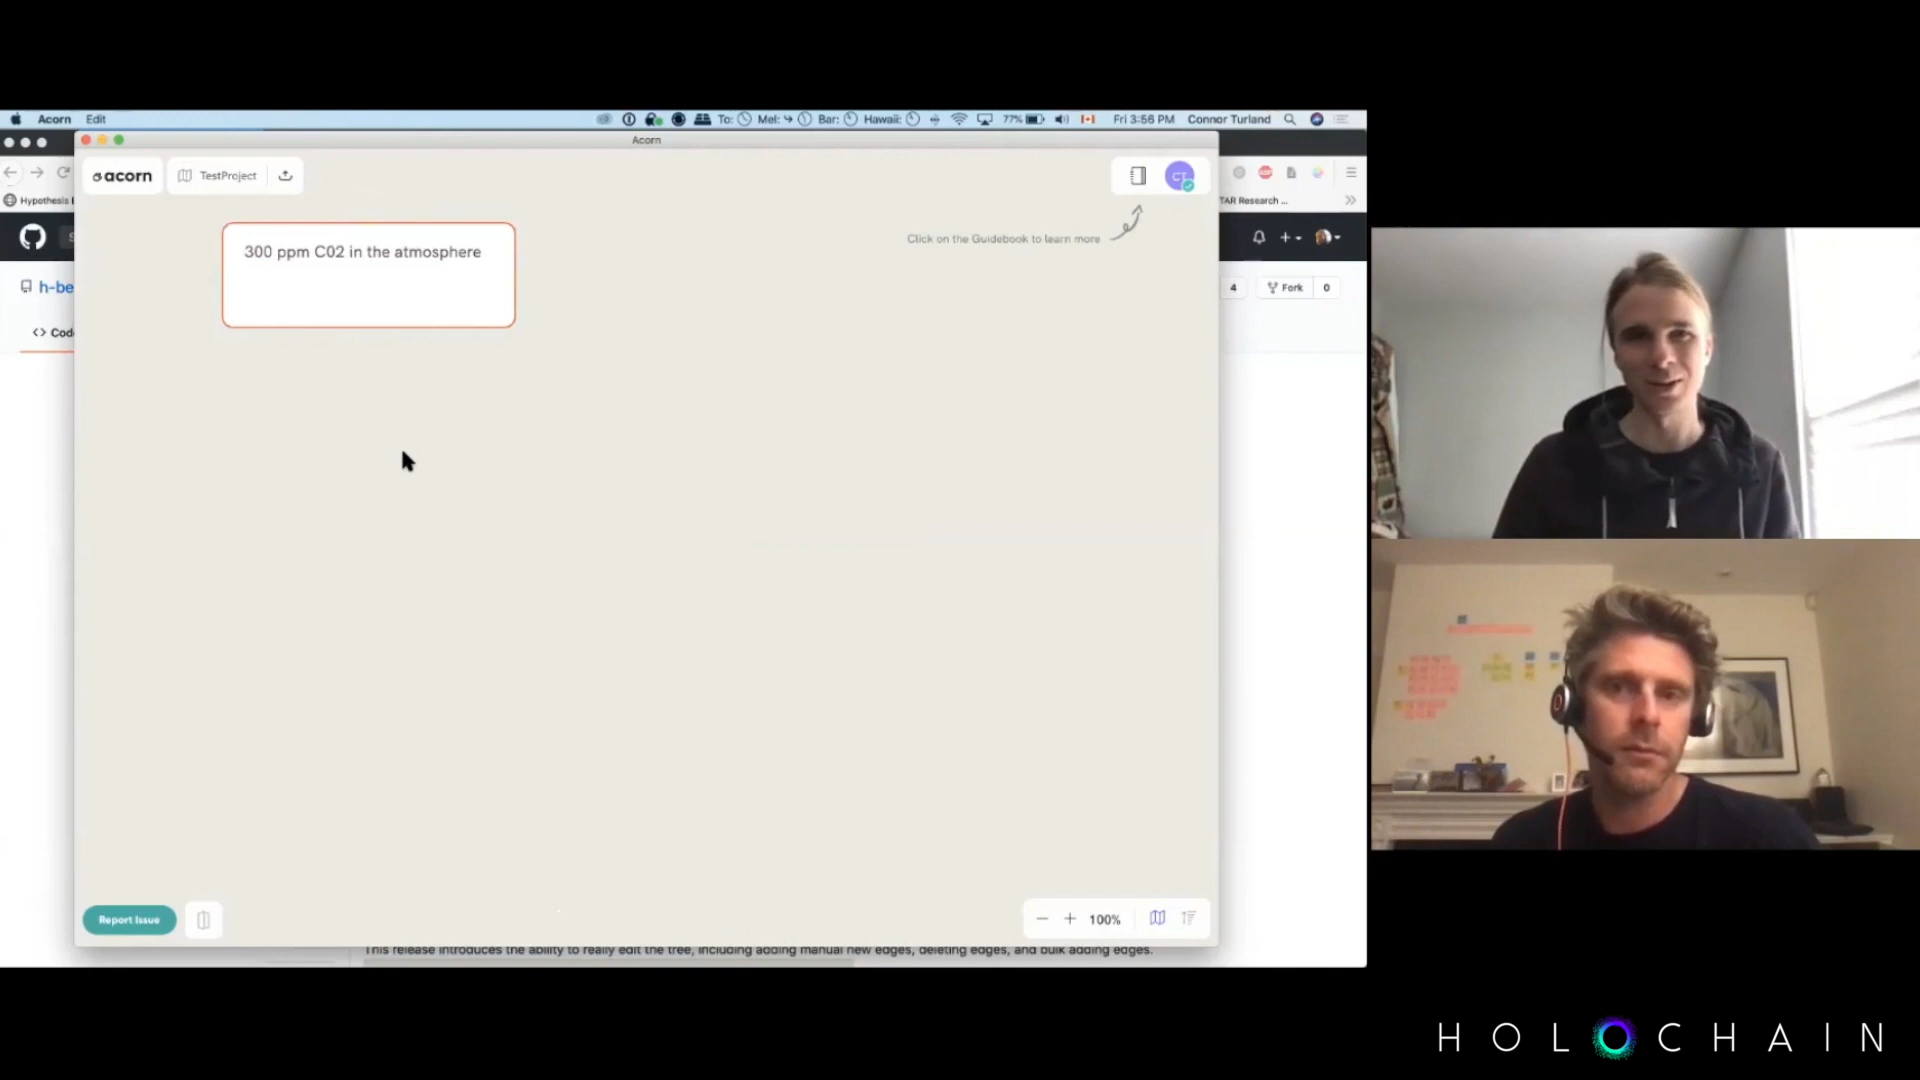 Acorn Edit
To: Mel: Bar: Hawaii: 77% Fri 3:56 PM Connor Turland
Acorn
acorn TestProject CT
Hypothesis
TAR Research ...
300 ppm C02 in the atmosphere
Click on the Guidebook to learn more
h-be
4 Fork 0
<> Cod
Report Issue
100%
This release introduces the ability to really edit the tree, including adding manual new edges, deleting edges, and bulk adding edges.
HOLOCHAIN